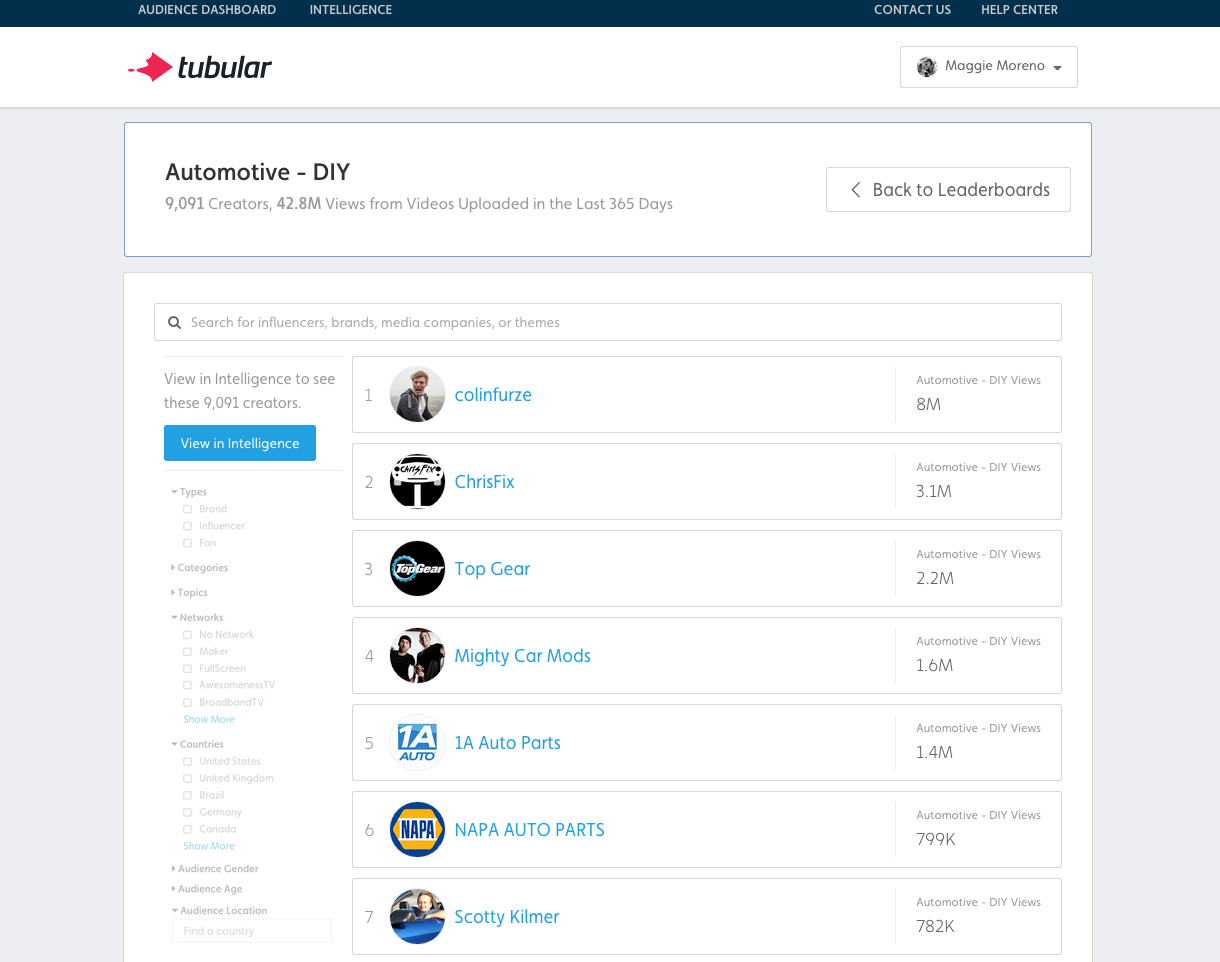 AUDIENCE DASHBOARD INTELLIGENCE CONTACT US HELP CENTER
tubular
Maggie Moreno
Automotive - DIY
9,091 Creators, 42.8M Views from Videos Uploaded in the Last 365 Days
Back to Leaderboards
Search for influencers, brands, media companies, or themes
View in Intelligence to see
these 9,091 creators.
View in Intelligence
Types
Brand
Influencer
Fan
Categories
Topics
Networks
No Network
Maker
FullScreen
AwesomenessTV
BroadbandTV
Show More
Countries
United States
United Kingdom
Brazil
Germany
Canada
Show More
Audience Gender
Audience Age
Audience Location
Find a country
1 colinfurze
Automotive - DIY Views
8M
2 ChrisFix ChrisFix
Automotive - DIY Views
3.1M
3 TopGear Top Gear
Automotive - DIY Views
2.2M
4 Mighty Car Mods
Automotive - DIY Views
1.6M
5 1A AUTO 1A Auto Parts
Automotive - DIY Views
1.4M
6 NAPA NAPA AUTO PARTS
Automotive - DIY Views
799K
7 Scotty Kilmer
Automotive - DIY Views
782K